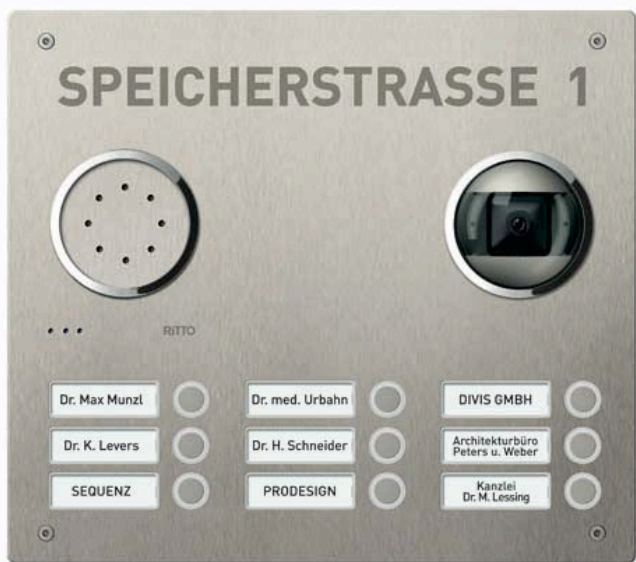 SPEICHERSTRASSE 1
RITTO
Dr. Max Munzl
Dr. med. Urbahn
DIVIS GMBH
Dr. K. Levers
Dr. H. Schneider
Architekturbüro
Peters u. Weber
SEQUENZ
PRODESIGN
Kanzlei
Dr. M. Lessing